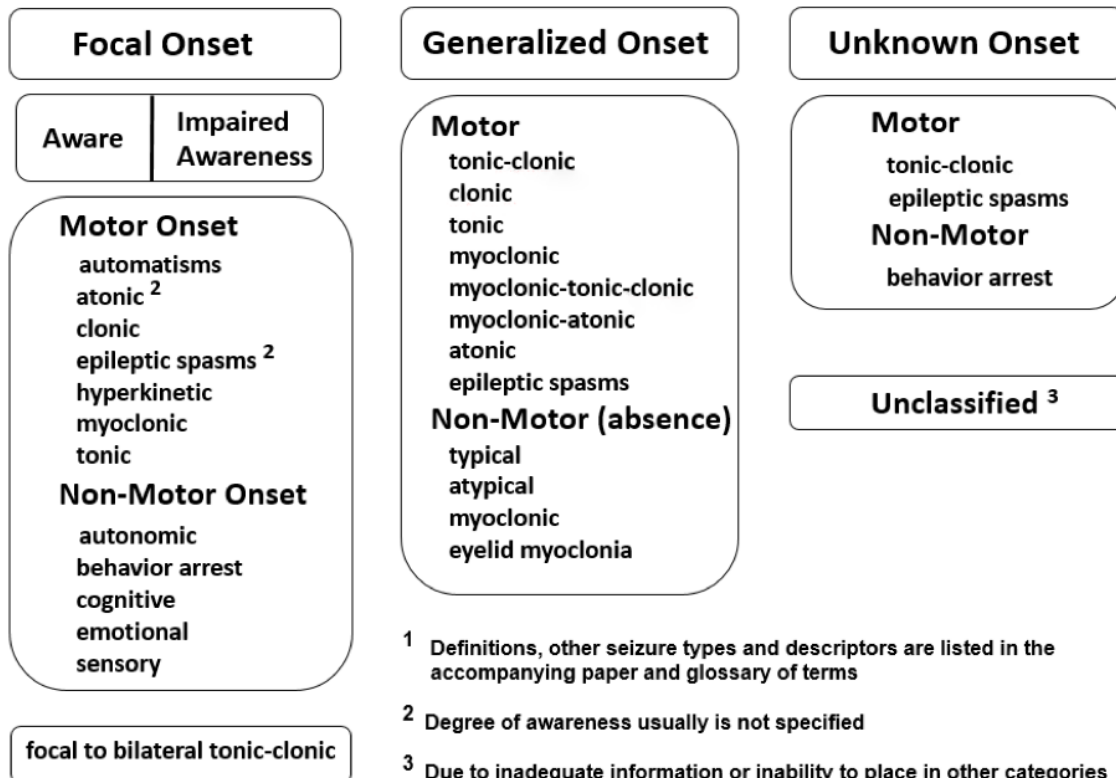 Focal Onset
Aware
Impaired
Awareness
Motor Onset
automatisms
atonic ²
clonic
epileptic spasms ²
hyperkinetic
myoclonic
tonic
Non-Motor Onset
autonomic
behavior arrest
cognitive
emotional
sensory
focal to bilateral tonic-clonic
Generalized Onset
Motor
tonic-clonic
clonic
tonic
myoclonic
myoclonic-tonic-clonic
myoclonic-atonic
atonic
epileptic spasms
Non-Motor (absence)
typical
atypical
myoclonic
eyelid myoclonia
Unknown Onset
Motor
tonic-clonic
epileptic spasms
Non-Motor
behavior arrest
Unclassified ³
¹ Definitions, other seizure types and descriptors are listed in the
accompanying paper and glossary of terms
² Degree of awareness usually is not specified
³ Due to inadequate information or inability to place in other categories